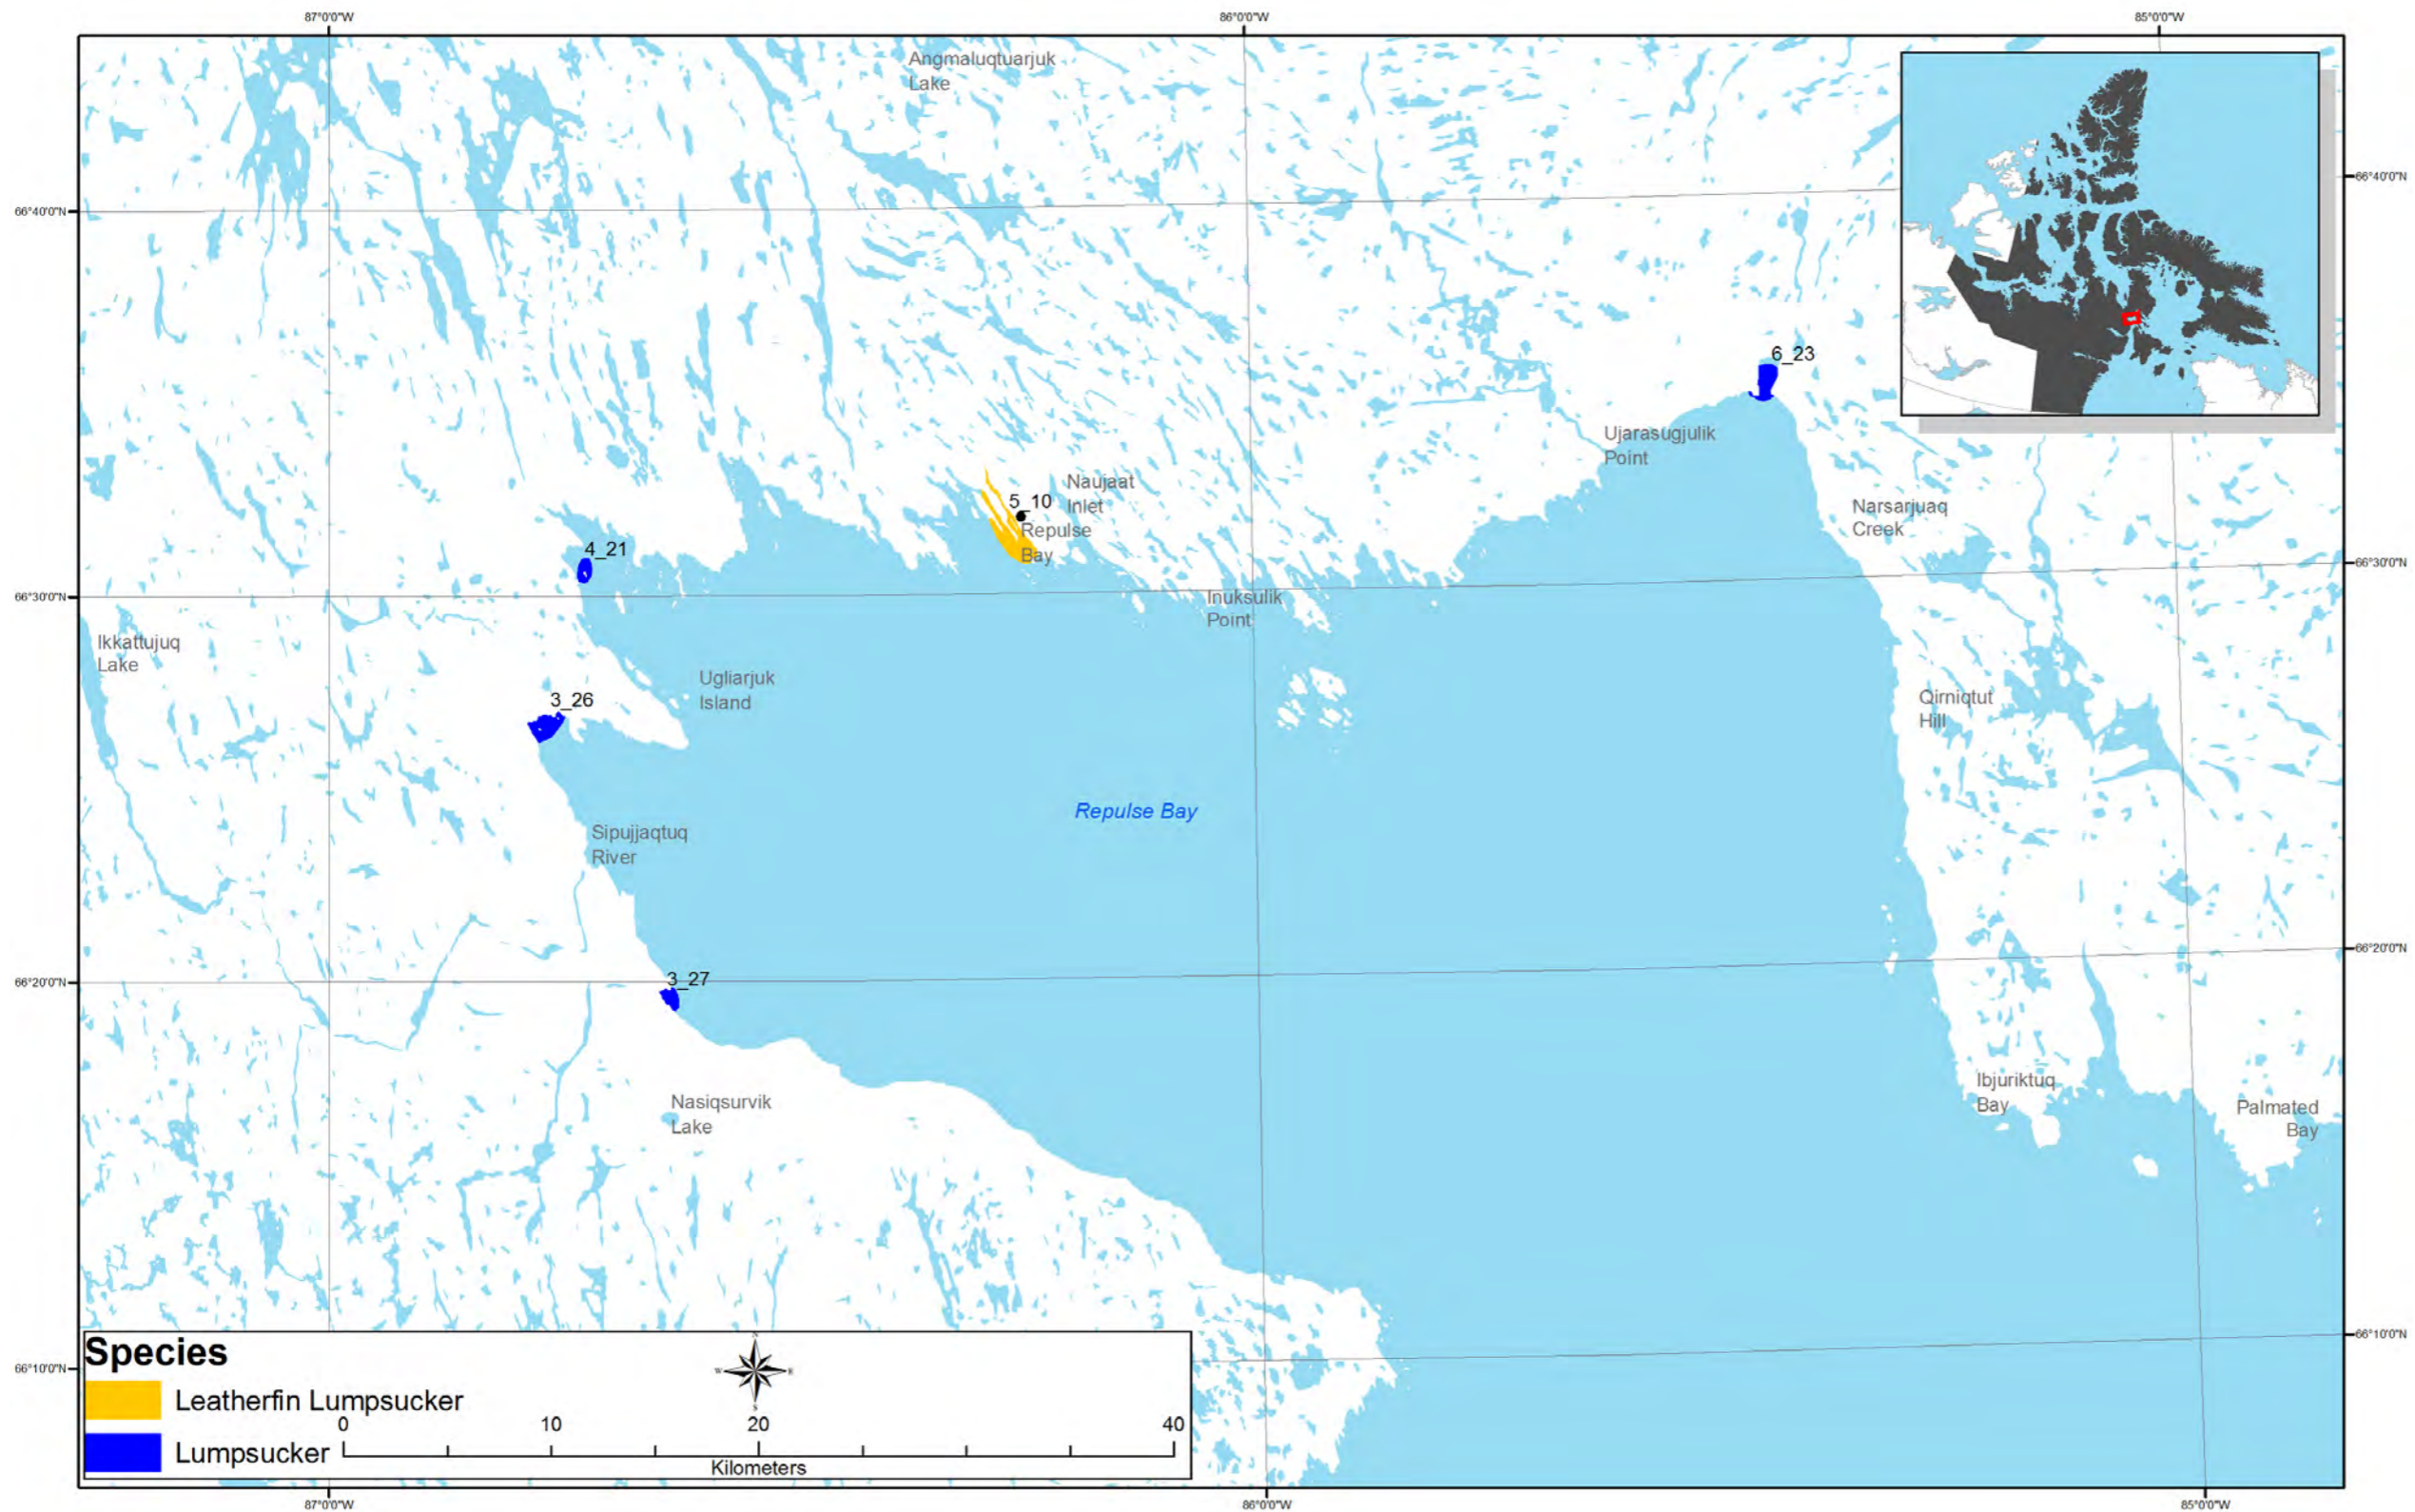 87°0'0"W
86°0'0"W
85°0'0"W
Angmaluqtuarjuk
Lake
66°40'0"N
66°40'0"N
6_23
Ujarasugjulik
Point
Naujaat
Inlet
5_10
Repulse
Bay
Narsarjuaq
Creek
4_21
66°30'0"N
66°30'0"N
Inuksulik
Point
Ikkattujuq
Lake
Ugliarjuk
Island
3_26
Qirniqtut
Hill
Repulse Bay
Sipujjaqtuq
River
66°20'0"N
66°20'0"N
3_27
Ibjuriktuq
Bay
Nasiqsurvik
Lake
Palmated
Bay
66°10'0"N
66°10'0"N
Species
N
W
E
S
Leatherfin Lumpsucker
0 10 20 40
Lumpsucker
Kilometers
87°0'0"W
86°0'0"W
85°0'0"W